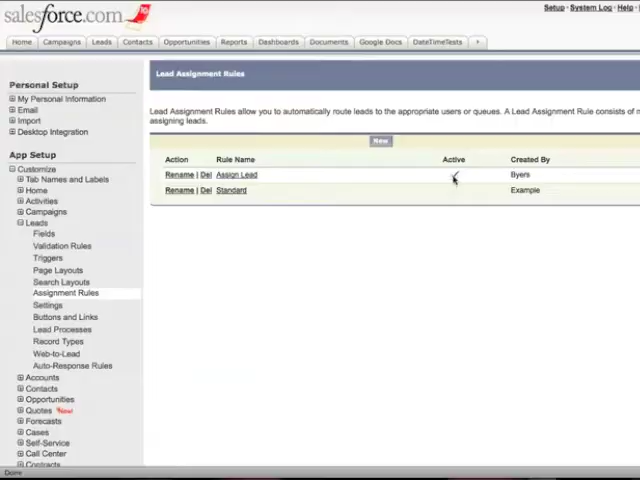 salesforce.com
10
Setup · System Log · Help ·
Home
Campaigns
Leads
Contacts
Opportunities
Reports
Dashboards
Documents
Google Docs
DateTimeTests
+
Personal Setup
My Personal Information
Email
Import
Desktop Integration
App Setup
Customize
Tab Names and Labels
Home
Activities
Campaigns
Leads
Fields
Validation Rules
Triggers
Page Layouts
Search Layouts
Assignment Rules
Settings
Buttons and Links
Lead Processes
Record Types
Web-to-Lead
Auto-Response Rules
Accounts
Contacts
Opportunities
Quotes New!
Forecasts
Cases
Self-Service
Call Center
Contracts
Lead Assignment Rules
Lead Assignment Rules allow you to automatically route leads to the appropriate users or queues. A Lead Assignment Rule consists of
assigning leads.
New
Action Rule Name Active Created By
Rename | Del Assign Lead Byers
Rename | Del Standard Example
Done